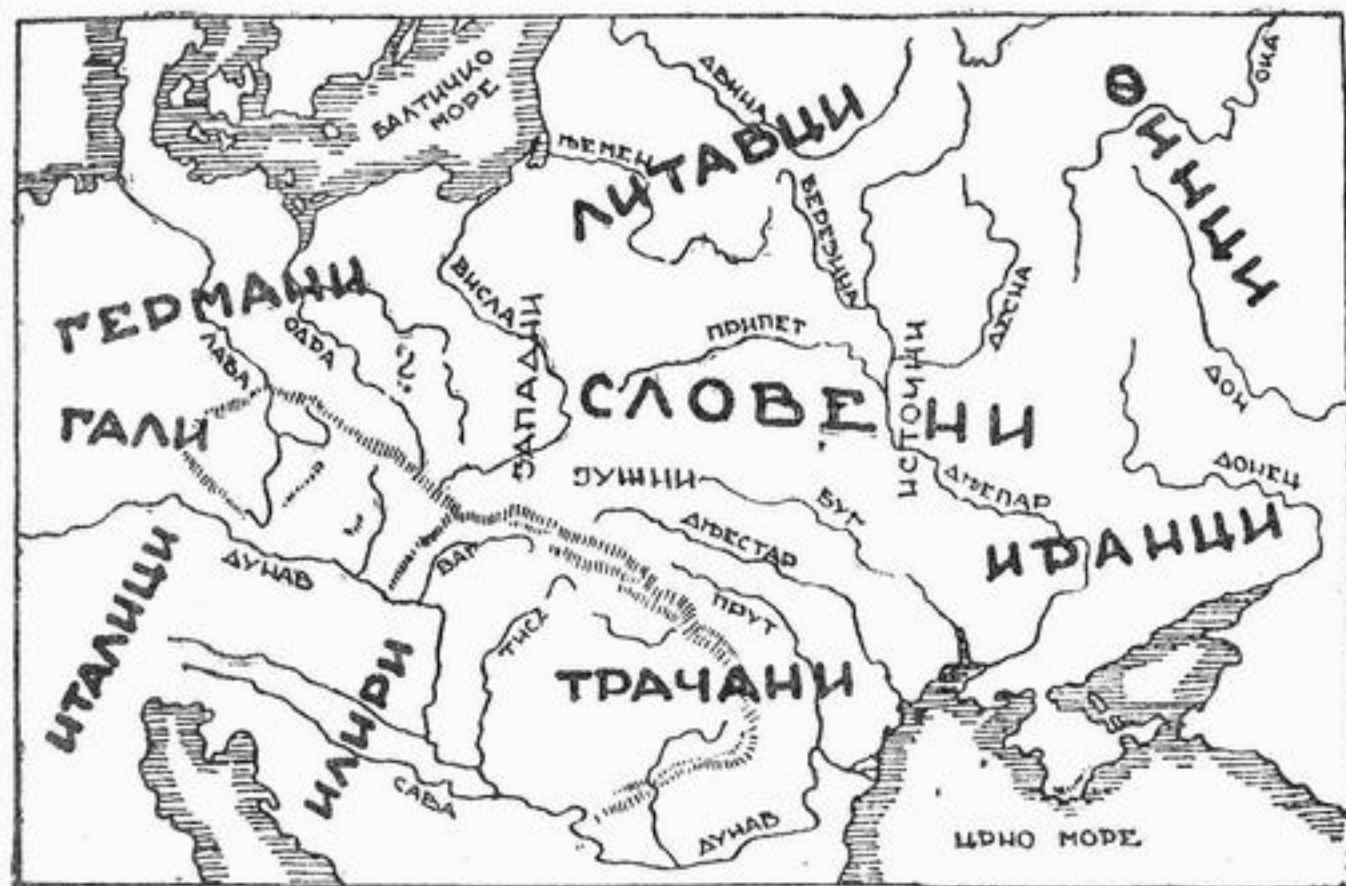 БАЛТИЧКО
МОРЕ
ДВИНА
ОКА
ЊЕМЕН
ЛИТАВЦИ
ФИНЦИ
БЕРЕЗИНА
ГЕРМАНИ
ВИСЛА
ДЕСНА
ОДРА
ЛАБА
?
ЗАПАДНИ
ПРИПЕТ
ИСТОЧНИ
ДОН
ГАЛИ
СЛОВЕНИ
ЈУЖНИ
БУГ
ДЊЕПАР
ДОНЕЦ
ИТАЛИЦИ
ДУНАВ
ВАГ
ДЊЕСТАР
ИРАНЦИ
ТИСА
ПРУТ
ИЛИРИ
ТРАЧАНИ
САВА
ДУНАВ
ЦРНО МОРЕ